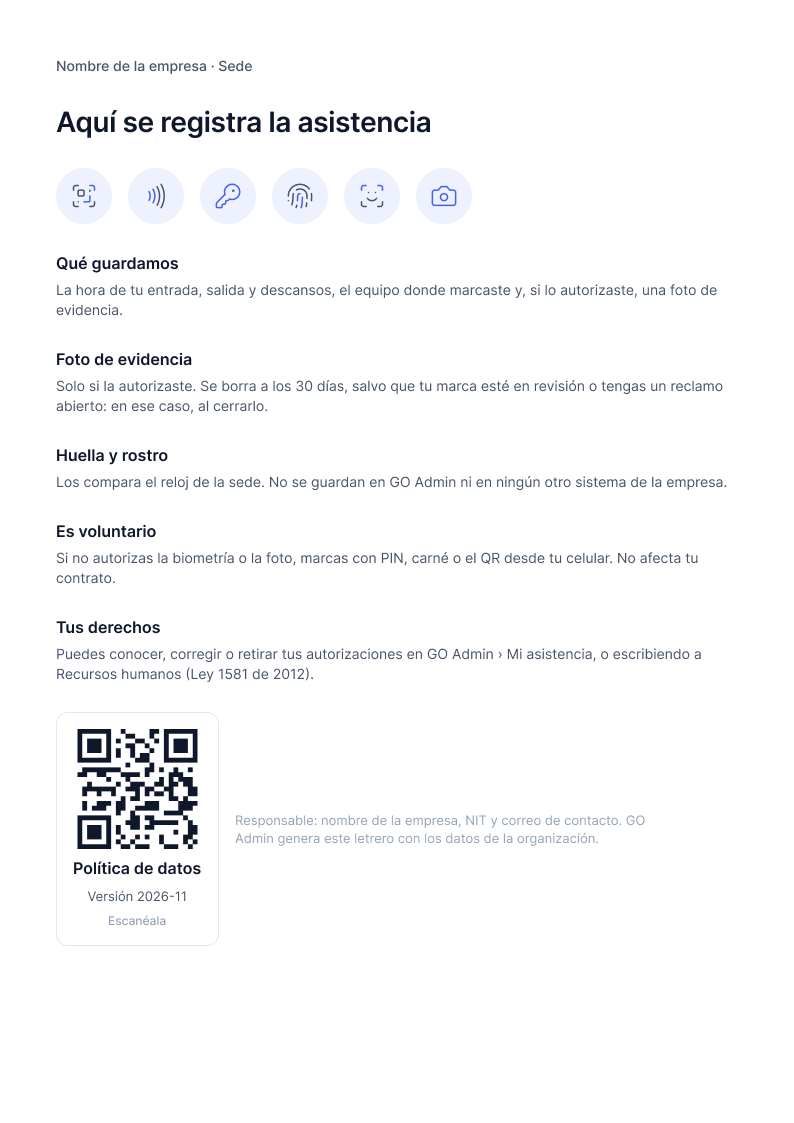 Nombre de la empresa · Sede
Aquí se registra la asistencia
Qué guardamos
La hora de tu entrada, salida y descansos, el equipo donde marcaste y, si lo autorizaste, una foto de
evidencia.
Foto de evidencia
Solo si la autorizaste. Se borra a los 30 días, salvo que tu marca esté en revisión o tengas un reclamo
abierto: en ese caso, al cerrarlo.
Huella y rostro
Los compara el reloj de la sede. No se guardan en GO Admin ni en ningún otro sistema de la empresa.
Es voluntario
Si no autorizas la biometría o la foto, marcas con PIN, carné o el QR desde tu celular. No afecta tu
contrato.
Tus derechos
Puedes conocer, corregir o retirar tus autorizaciones en GO Admin › Mi asistencia, o escribiendo a
Recursos humanos (Ley 1581 de 2012).
Política de datos
Versión 2026-11
Escanéala
Responsable: nombre de la empresa, NIT y correo de contacto. GO
Admin genera este letrero con los datos de la organización.